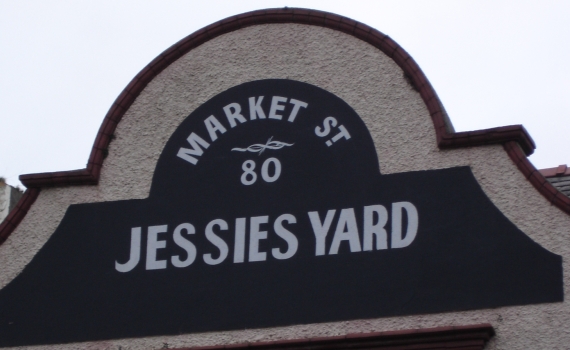 MARKET ST.
80
JESSIES YARD